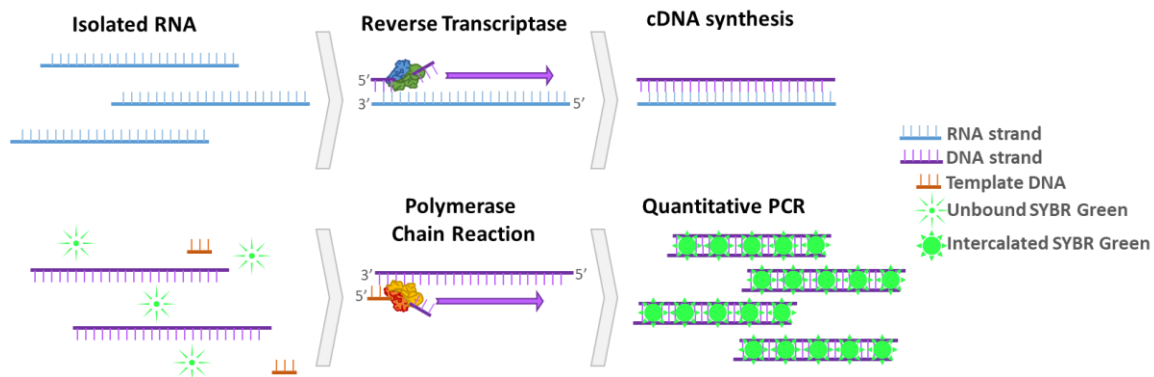 Isolated RNA
Reverse Transcriptase
cDNA synthesis
5’
3’
5’
RNA strand
DNA strand
Template DNA
Unbound SYBR Green
Intercalated SYBR Green
Polymerase
Chain Reaction
Quantitative PCR
3’
5’
5’